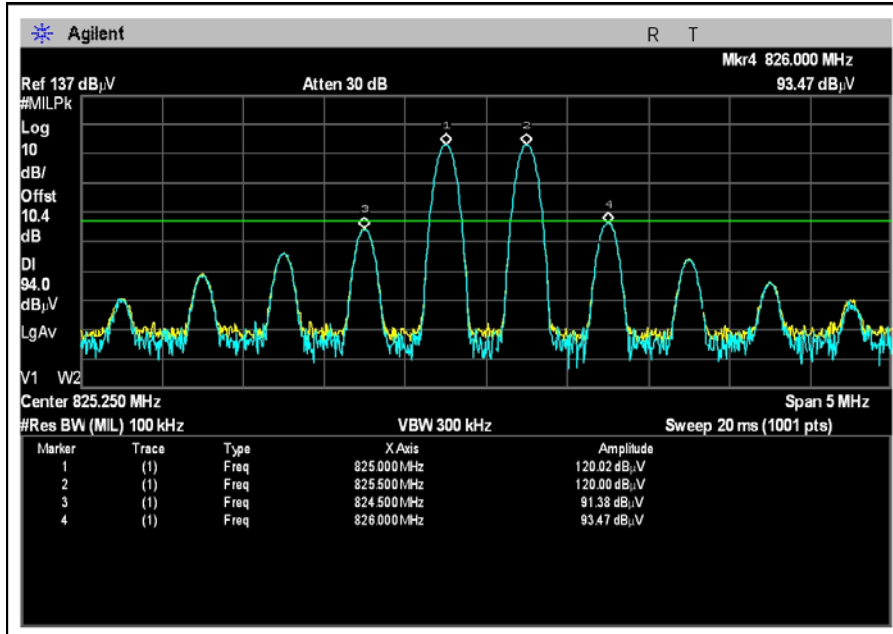 Agilent R T
Mkr4 826.000 MHz
Ref 137 dBµV Atten 30 dB 93.47 dBµV
#MILPk
Log
10
dB/
Offst
10.4
dB
DI
94.0
dBµV
LgAv
V1 W2
1
2
3
4
Center 825.250 MHz Span 5 MHz
#Res BW (MIL) 100 kHz VBW 300 kHz Sweep 20 ms (1001 pts)
Marker Trace Type X Axis Amplitude
1 (1) Freq 825.000 MHz 120.02 dBµV
2 (1) Freq 825.500 MHz 120.00 dBµV
3 (1) Freq 824.500 MHz 91.38 dBµV
4 (1) Freq 826.000 MHz 93.47 dBµV